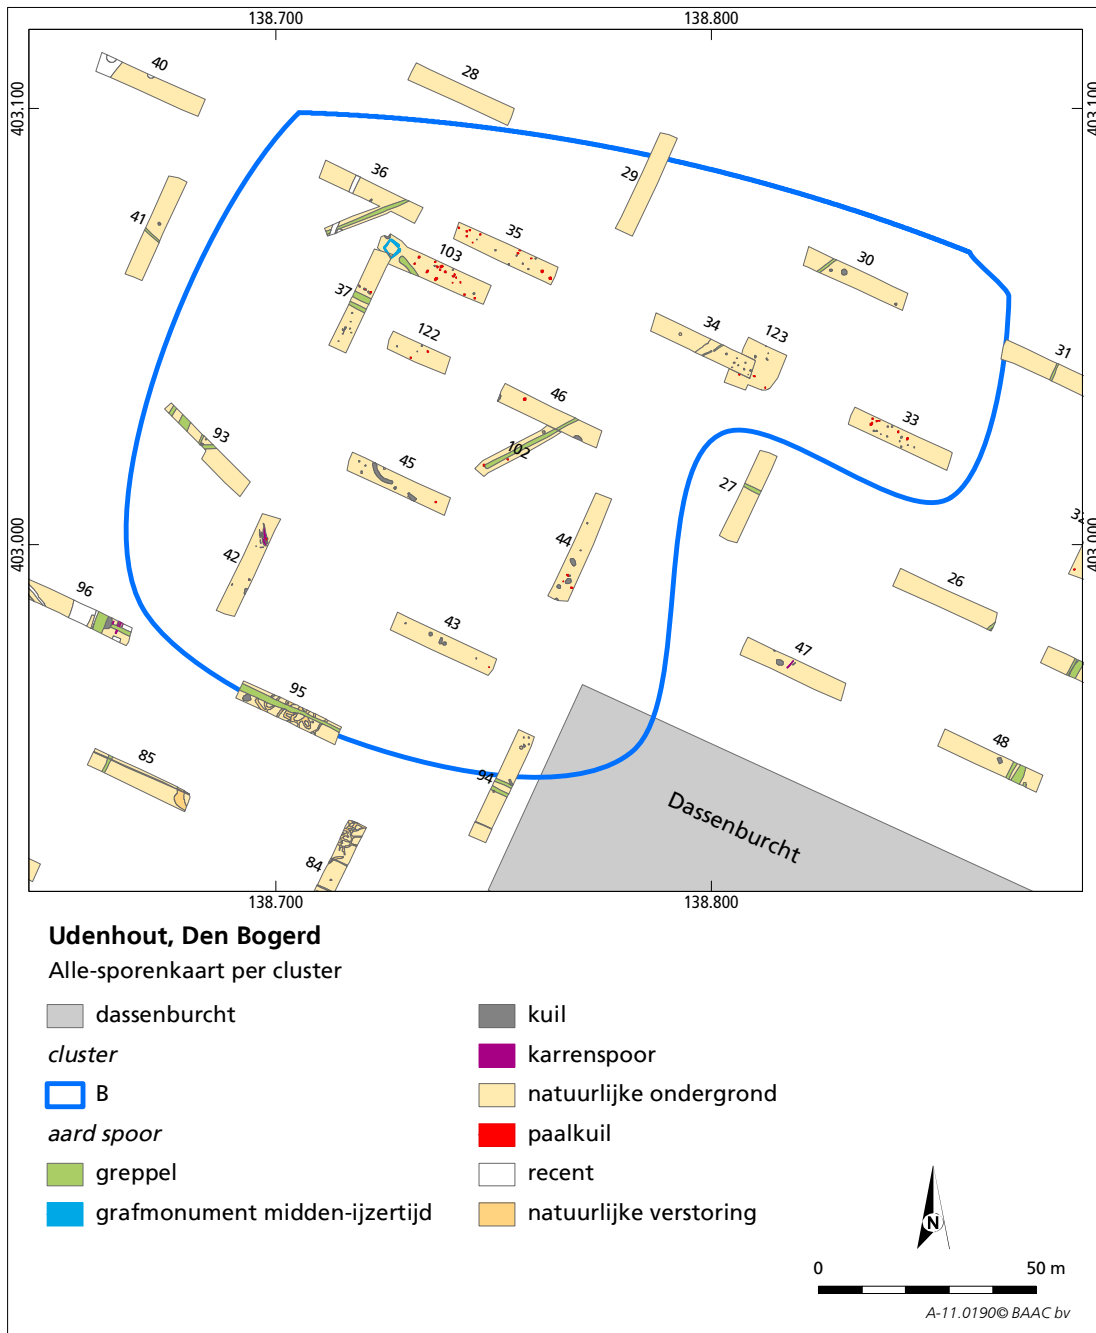 138.700
138.800
403.100
403.100
40
28
29
36
41
35
103
30
37
34
123
122
31
46
33
93
102
45
27
32
403.000
403.000
44
42
96
26
43
47
95
48
94
85
Dassenburcht
84
138.700
138.800
Udenhout, Den Bogerd
Alle-sporenkaart per cluster
dassenburcht
cluster
B
aard spoor
greppel
grafmonument midden-ijzertijd
kuil
karrenspoor
natuurlijke ondergrond
paalkuil
recent
natuurlijke verstoring
N
0 50 m
A-11.0190© BAAC bv